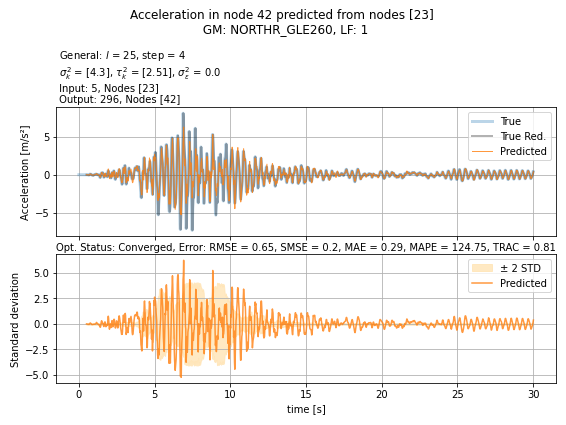 Acceleration in node 42 predicted from nodes [23]
GM: NORTHR_GLE260, LF: 1
General: l = 25, step = 4
σ²ₖ = [4.3], τ²ₖ = [2.51], σ²ₑ = 0.0
Input: 5, Nodes [23]
Output: 296, Nodes [42]
Acceleration [m/s²]
5
0
−5
True
True Red.
Predicted
Opt. Status: Converged, Error: RMSE = 0.65, SMSE = 0.2, MAE = 0.29, MAPE = 124.75, TRAC = 0.81
Standard deviation
5.0
2.5
0.0
−2.5
−5.0
± 2 STD
Predicted
0 5 10 15 20 25 30
time [s]